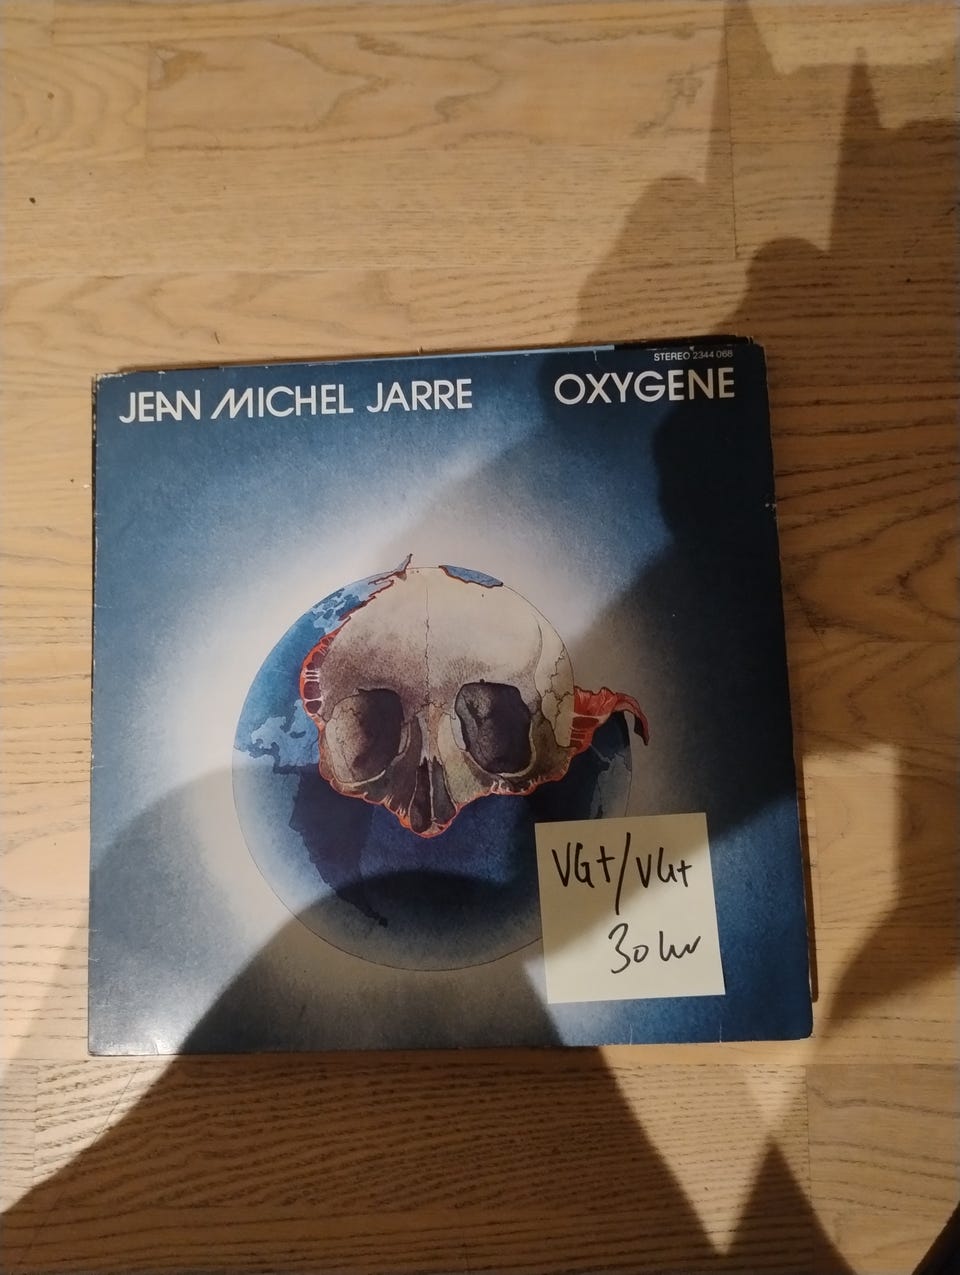 STEREO 2344 068
JEAN MICHEL JARRE OXYGENE
VG+/VG+
30 kr